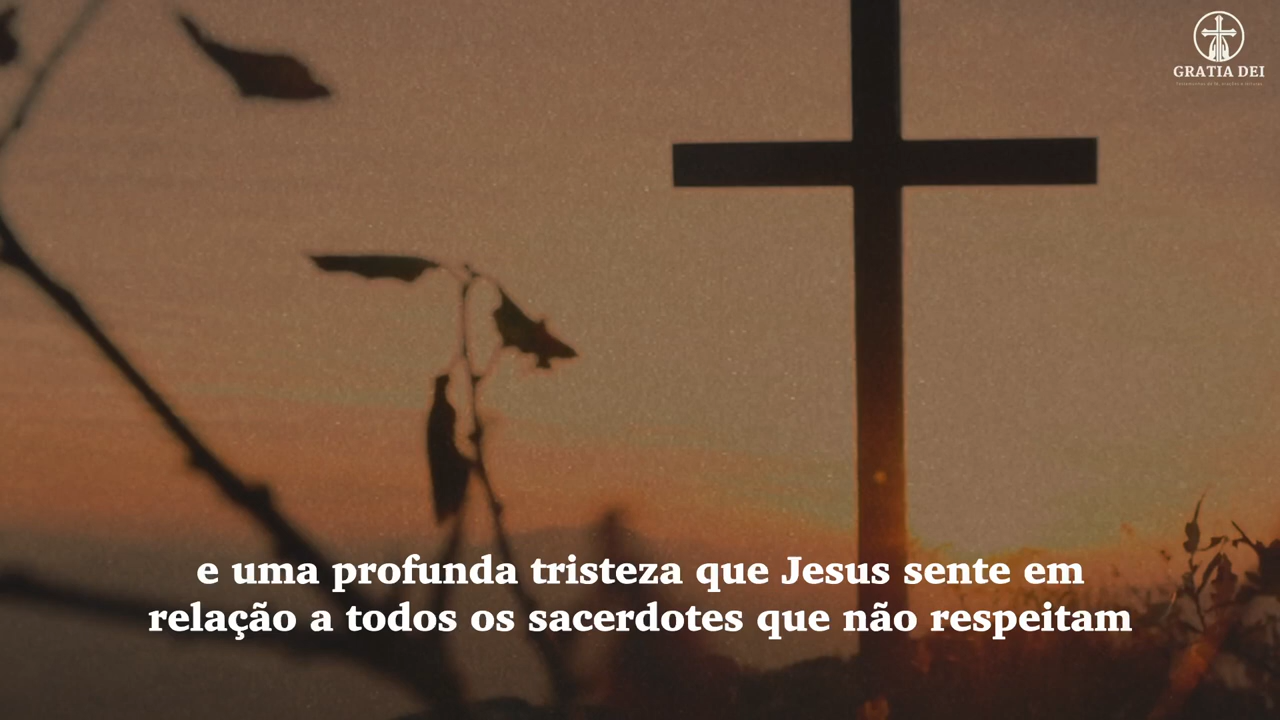 GRATIA DEI
e uma profunda tristeza que Jesus sente em
relação a todos os sacerdotes que não respeitam